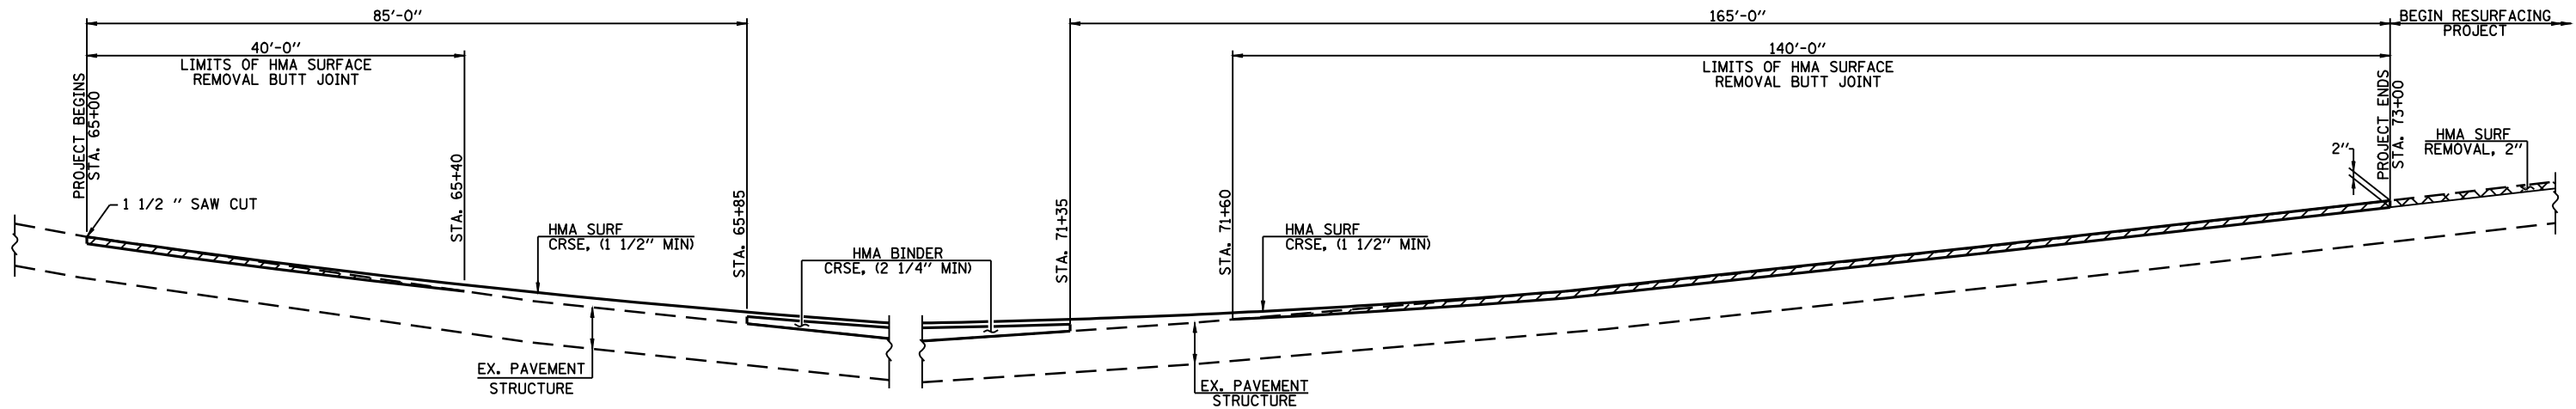 85'-0"
165'-0"
BEGIN RESURFACING
PROJECT
40'-0"
LIMITS OF HMA SURFACE
REMOVAL BUTT JOINT
140'-0"
LIMITS OF HMA SURFACE
REMOVAL BUTT JOINT
PROJECT BEGINS
STA. 65+00
1 1/2 " SAW CUT
STA. 65+40
HMA SURF
CRSE, (1 1/2" MIN)
STA. 65+85
HMA BINDER
CRSE, (2 1/4" MIN)
STA. 71+35
STA. 71+60
HMA SURF
CRSE, (1 1/2" MIN)
2"
PROJECT ENDS
STA. 73+00
HMA SURF
REMOVAL, 2"
EX. PAVEMENT
STRUCTURE
EX. PAVEMENT
STRUCTURE